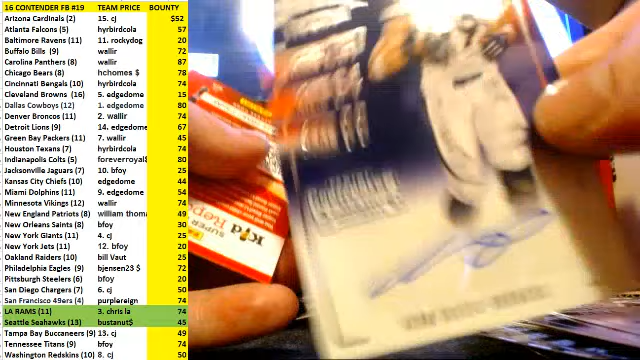 16 CONTENDER FB #19 TEAM PRICE BOUNTY
Arizona Cardinals (2) 15. cj $52
Atlanta Falcons (5) hyrbirdcola 57
Baltimore Ravens (11) 11. rockydog 20
Buffalo Bills (9) wallir 72
Carolina Panthers (8) wallir 87
Chicago Bears (8) hchomes $ 78
Cincinnati Bengals (10) hyrbirdcola 74
Cleveland Browns (16) 5. edgedome 15
Dallas Cowboys (12) 1. edgedome 80
Denver Broncos (11) 2. wallir 74
Detroit Lions (9) 14. edgedome 67
Green Bay Packers (11) 7. wallir 45
Houston Texans (7) hyrbirdcola 74
Indianapolis Colts (5) foreverroyal$ 80
Jacksonville Jaguars (7) 10. bfoy 25
Kansas City Chiefs (10) edgedome 44
Miami Dolphins (11) 9. edgedome 54
Minnesota Vikings (12) wallir 74
New England Patriots (8) william thoma 49
New Orleans Saints (8) bfoy 30
New York Giants (11) 4. cj 25
New York Jets (11) 12. bfoy 20
Oakland Raiders (10) bill Vaut 25
Philadelphia Eagles (9) bjensen23 $ 72
Pittsburgh Steelers (6) bfoy 20
San Diego Chargers (7) 6. cj 50
San Francisco 49ers (4) purplereign 74
LA RAMS (11) 3. chris la 74
Seattle Seahawks (13) bustanut$ 45
Tampa Bay Buccaneers (9) 13. cj 20
Tennessee Titans (9) bfoy 74
Washington Redskins (10) 8. cj 50
SUPER